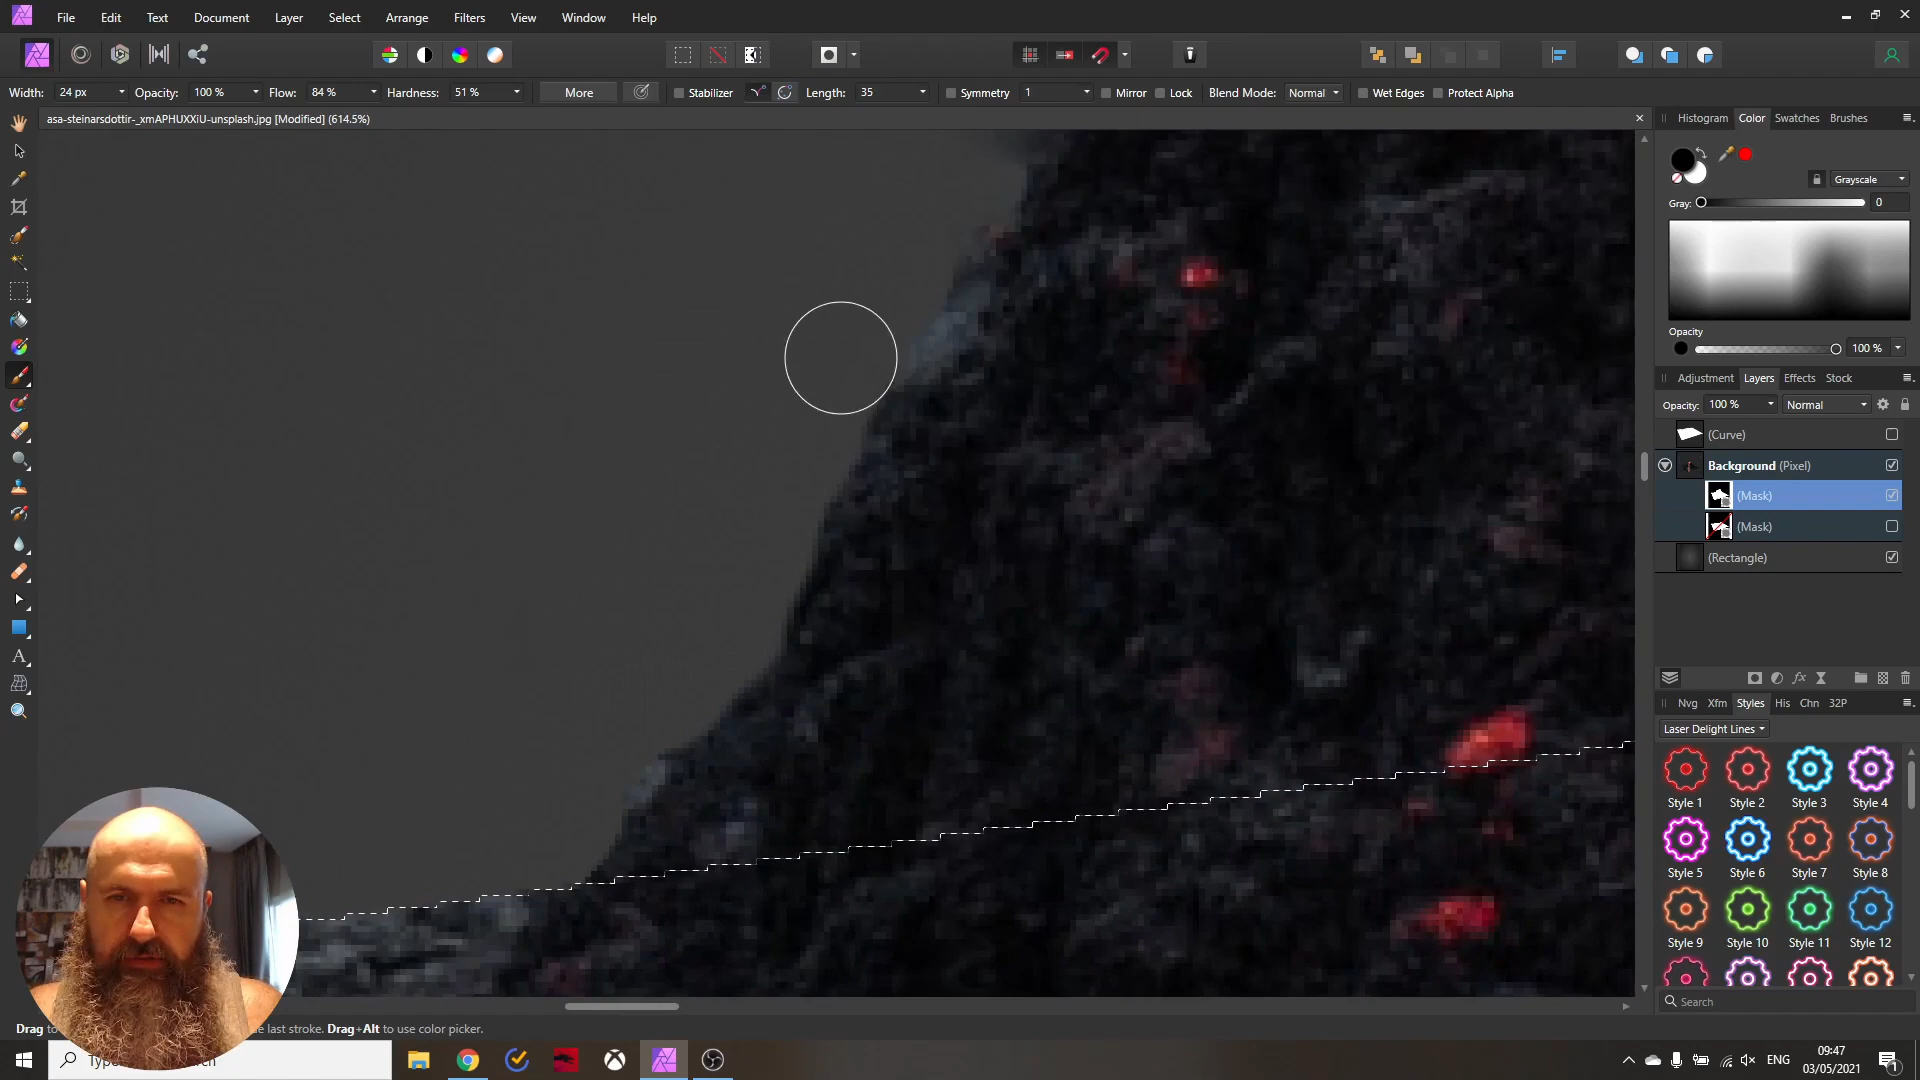 File Edit Text Document Layer Select Arrange Filters View Window Help
Width: 24 px Opacity: 100 % Flow: 84 % Hardness: 51 % More Stabilizer Length: 35 Symmetry 1 Mirror Lock Blend Mode: Normal Wet Edges Protect Alpha
asa-steinarsdottir-_xmAPHUXXiU-unsplash.jpg [Modified] (614.5%)
Histogram Color Swatches Brushes
Grayscale
Gray: 0
Opacity
100 %
Adjustment Layers Effects Stock
Opacity: 100 % Normal
(Curve)
Background (Pixel)
(Mask)
(Mask)
(Rectangle)
fx
Nvg Xfm Styles His Chn 32P
Laser Delight Lines
Style 1 Style 2 Style 3 Style 4
Style 5 Style 6 Style 7 Style 8
Style 9 Style 10 Style 11 Style 12
Search
Drag to last stroke. Drag+Alt to use color picker.
ENG
09:47
03/05/2021
1